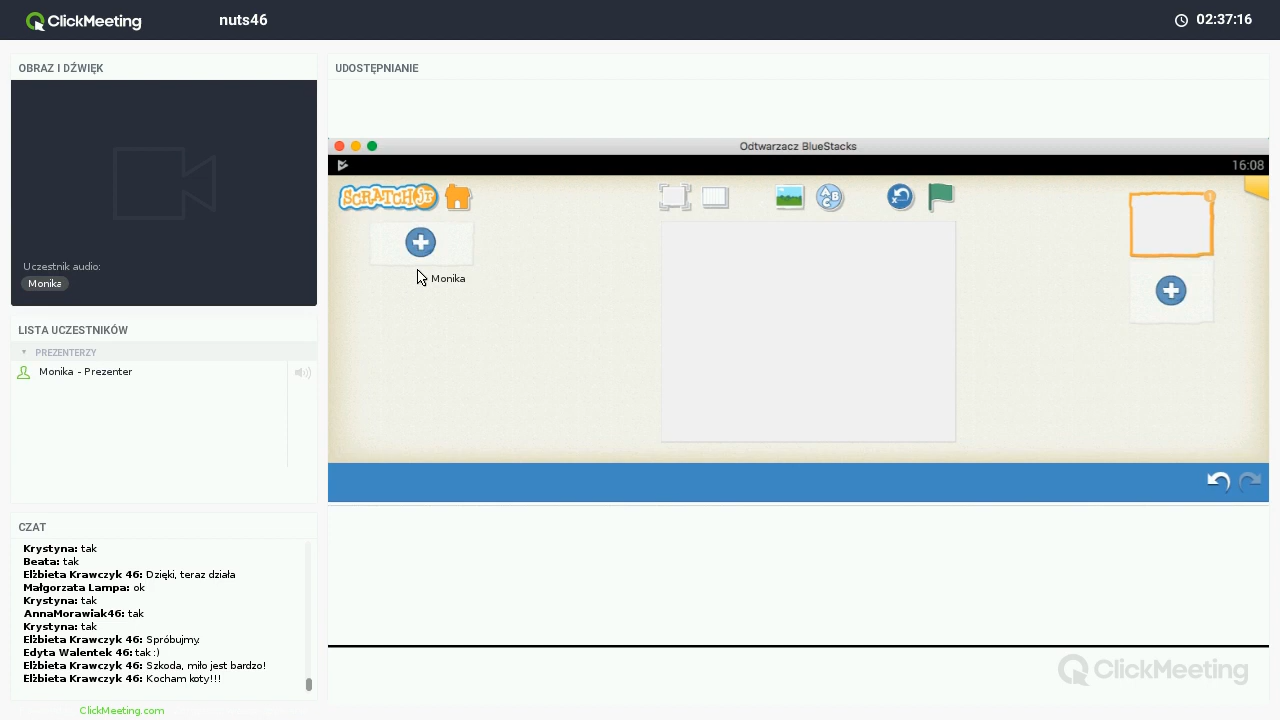 ClickMeeting
nuts46
02:37:16
OBRAZ I DŹWIĘK
Uczestnik audio:
Monika
LISTA UCZESTNIKÓW
PREZENTERZY
Monika - Prezenter
CZAT
Krystyna: tak
Beata: tak
Elżbieta Krawczyk 46: Dzięki, teraz działa
Małgorzata Lampa: ok
Krystyna: tak
AnnaMorawiak46: tak
Krystyna: tak
Elżbieta Krawczyk 46: Spróbujmy.
Edyta Walentek 46: tak :)
Elżbieta Krawczyk 46: Szkoda, miło jest bardzo!
Elżbieta Krawczyk 46: Kocham koty!!!
ClickMeeting.com
UDOSTĘPNIANIE
Odtwarzacz BlueStacks
16:08
SCRATCHJr
ABC
x
1
Monika
ClickMeeting